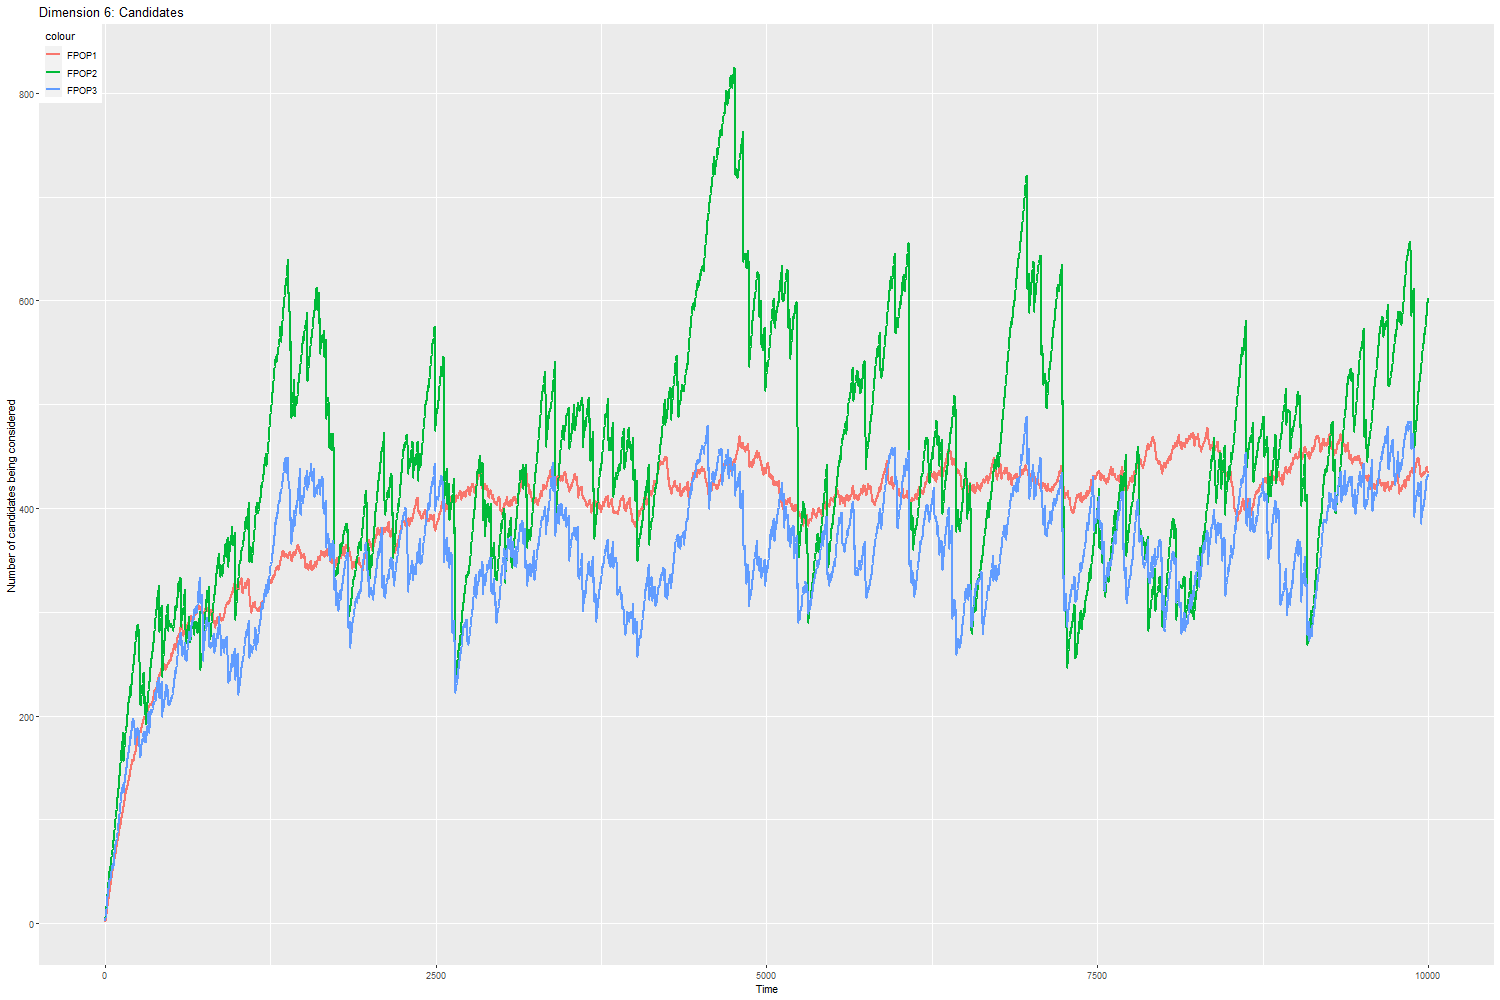 Dimension 6: Candidates
colour
FPOP1
FPOP2
FPOP3
Number of candidates being considered
800
600
400
200
0
0
2500
5000
7500
10000
Time